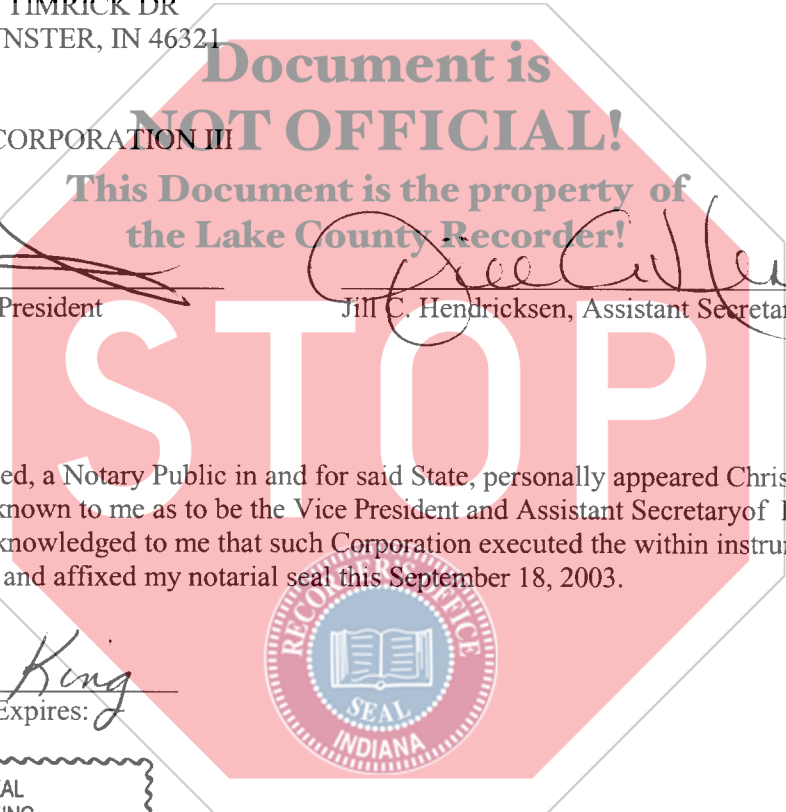 TIMRICK DR
NSTER, IN 46321
Document is
NOT OFFICIAL!
CORPORATION III
This Document is the property of
the Lake County Recorder!
President
Jill C. Hendricksen, Assistant Secretar
STOP
ed, a Notary Public in and for said State, personally appeared Chris
known to me as to be the Vice President and Assistant Secretaryof
knowledged to me that such Corporation executed the within instru
and affixed my notarial seal this September 18, 2003.
RECORDER'S OFFICE
SEAL
INDIANA
King
Expires:
AL